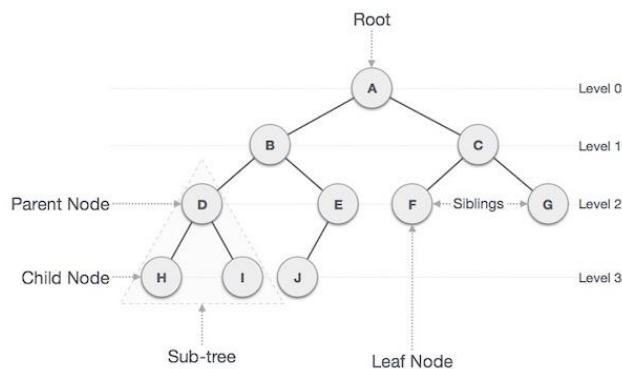 Root
A
Level 0
B
C
Level 1
Parent Node
D
E
F
Siblings
G
Level 2
Child Node
H
I
J
Level 3
Sub-tree
Leaf Node